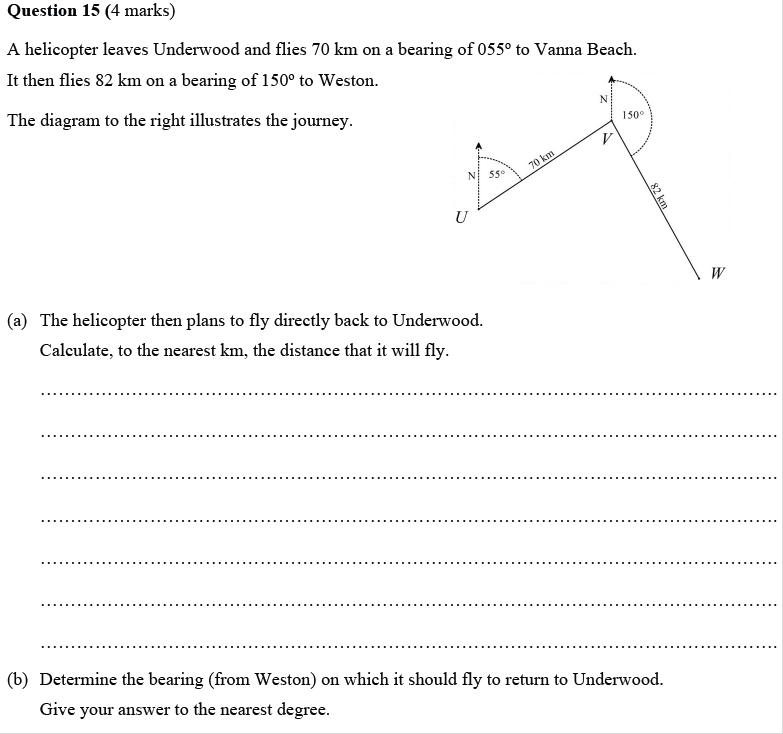 Question 15 (4 marks)
A helicopter leaves Underwood and flies 70 km on a bearing of 055° to Vanna Beach.
It then flies 82 km on a bearing of 150° to Weston.
The diagram to the right illustrates the journey.
N
150°
V
70 km
N
55°
82 km
U
W
(a) The helicopter then plans to fly directly back to Underwood.
Calculate, to the nearest km, the distance that it will fly.
(b) Determine the bearing (from Weston) on which it should fly to return to Underwood.
Give your answer to the nearest degree.